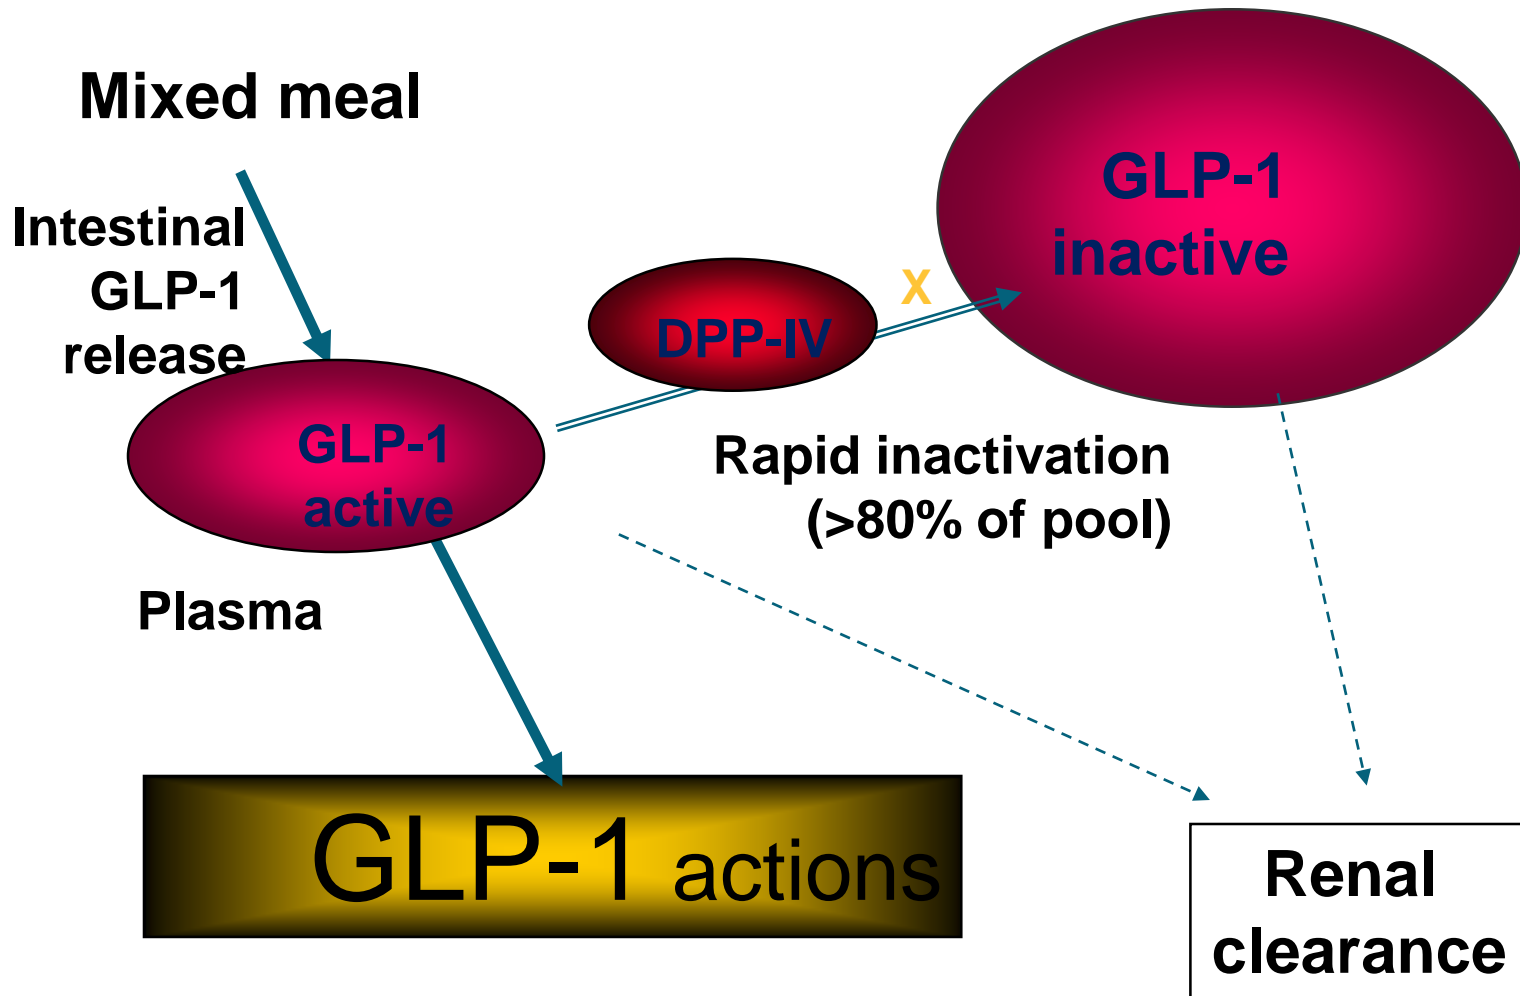 Mixed meal
Intestinal
GLP-1
release
GLP-1
active
DPP-IV
X
GLP-1
inactive
Rapid inactivation
(>80% of pool)
Plasma
GLP-1 actions
Renal
clearance